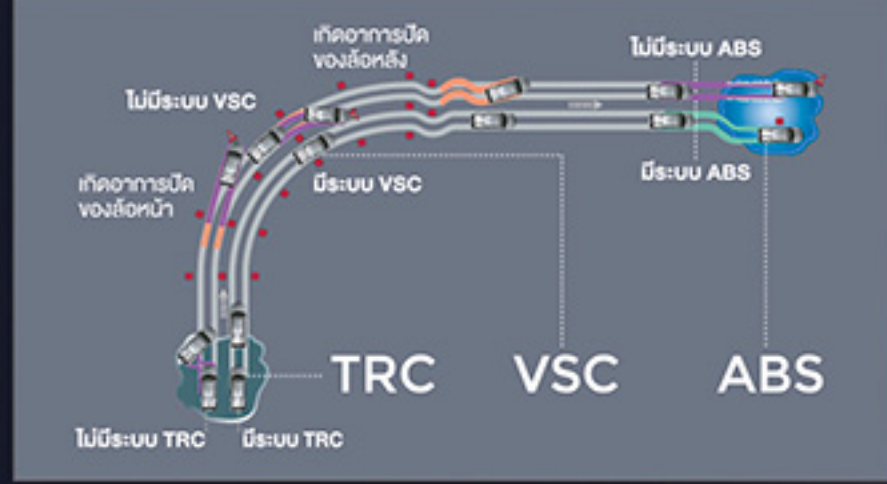 เกิดอาการปัด
ของล้อหลัง
ไม่มีระบบ ABS
ไม่มีระบบ VSC
มีระบบ ABS
มีระบบ VSC
เกิดอาการปัด
ของล้อหน้า
TRC
VSC
ABS
ไม่มีระบบ TRC
มีระบบ TRC